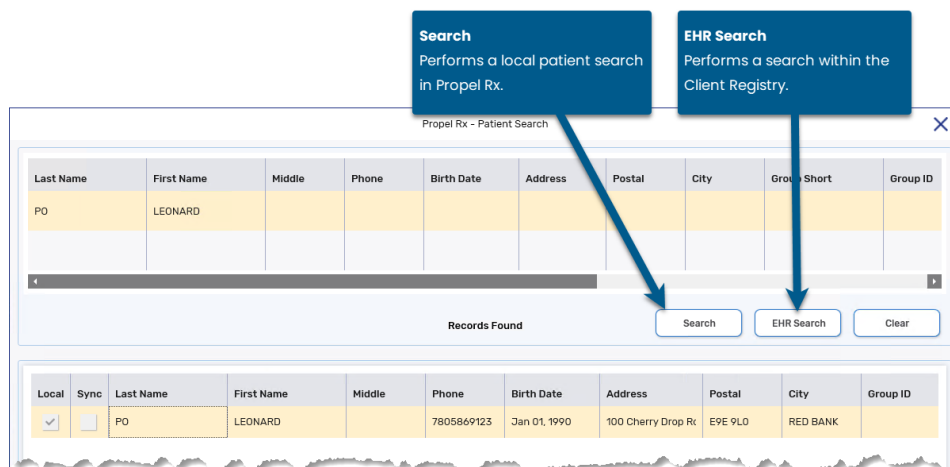 Search
Performs a local patient search
in Propel Rx.
EHR Search
Performs a search within the
Client Registry.
Propel Rx - Patient Search
Last Name First Name Middle Phone Birth Date Address Postal City Group Short Group ID
PO LEONARD
Records Found Search EHR Search Clear
Local Sync Last Name First Name Middle Phone Birth Date Address Postal City Group ID
PO LEONARD 7805869123 Jan 01, 1990 100 Cherry Drop Rc E9E 9L0 RED BANK